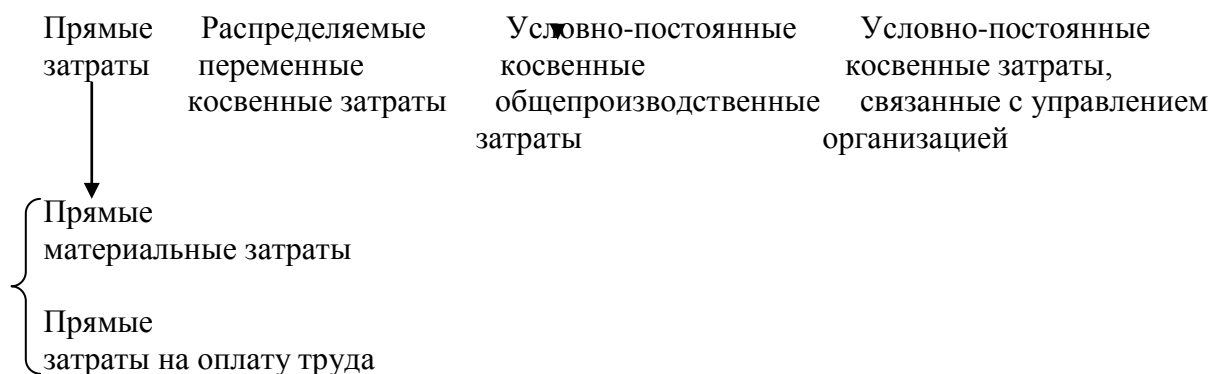 Прямые Распределяемые Условно-постоянные Условно-постоянные
затраты переменные косвенные косвенные затраты,
косвенные затраты общепроизводственные связанные с управлением
затраты организацией
Прямые
материальные затраты
Прямые
затраты на оплату труда